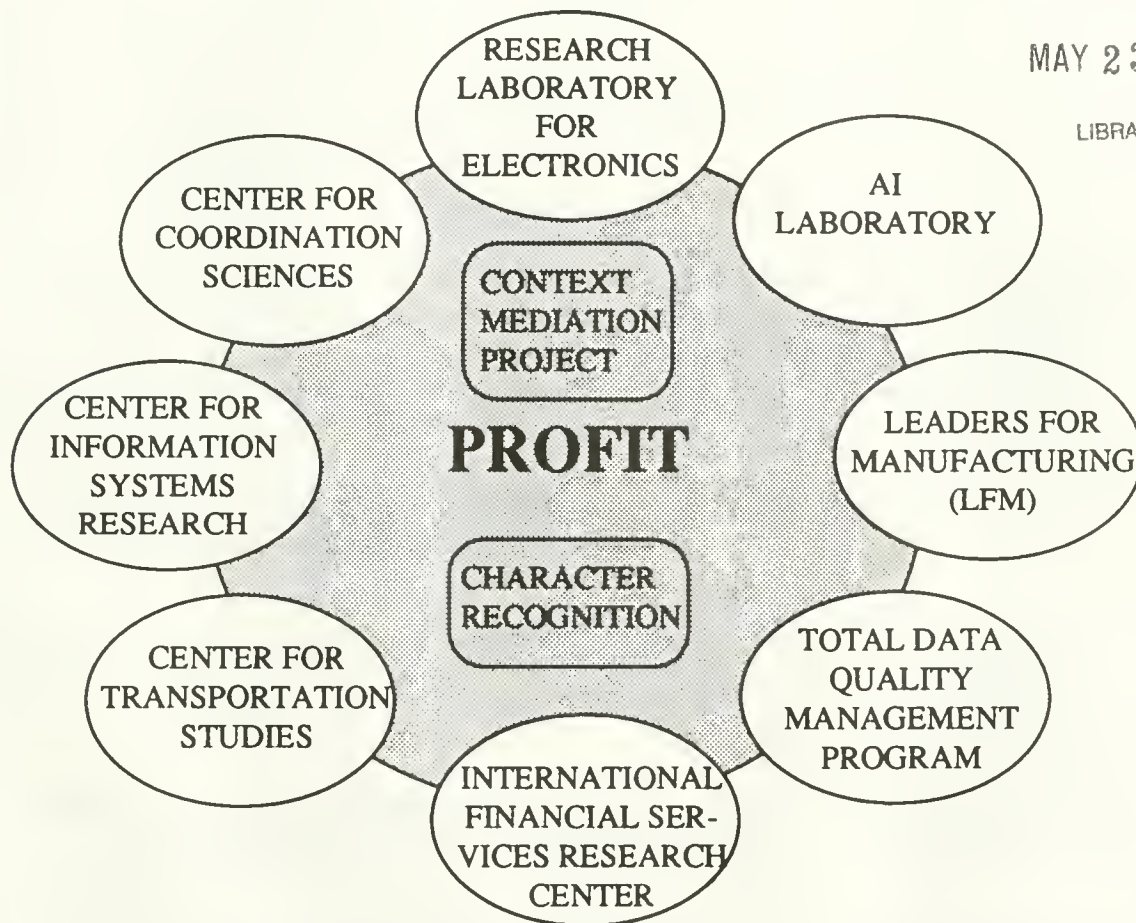 RESEARCH
LABORATORY
FOR
ELECTRONICS
MAY 2
AI
LABORATORY
CENTER FOR
COORDINATION
SCIENCES
CONTEXT
MEDIATION
PROJECT
CENTER FOR
INFORMATION
SYSTEMS
RESEARCH
PROFIT
LEADERS FOR
MANUFACTURING
(LFM)
CHARACTER
RECOGNITION
CENTER FOR
TRANSPORTATION
STUDIES
TOTAL DATA
QUALITY
MANAGEMENT
PROGRAM
INTERNATIONAL
FINANCIAL SER-
VICES RESEARCH
CENTER